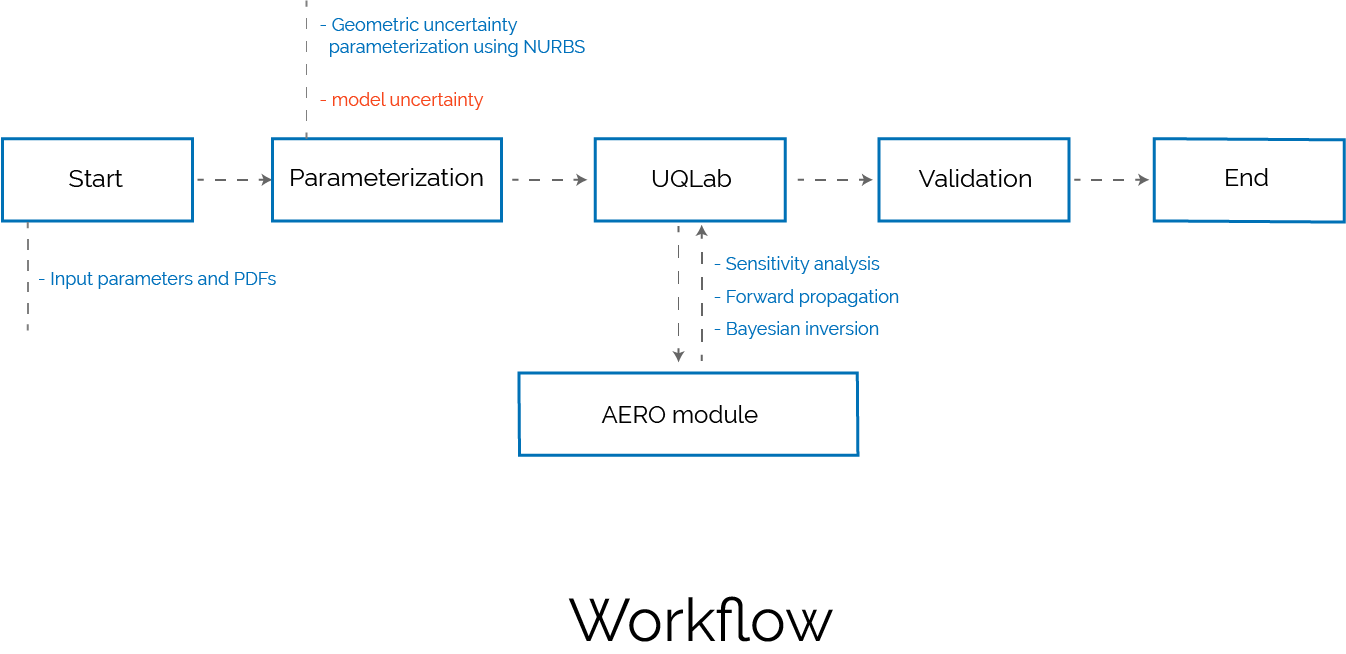 - Geometric uncertainty
parameterization using NURBS
- model uncertainty
Start
Parameterization
UQLab
Validation
End
- Input parameters and PDFs
- Sensitivity analysis
- Forward propagation
- Bayesian inversion
AERO module
Workflow